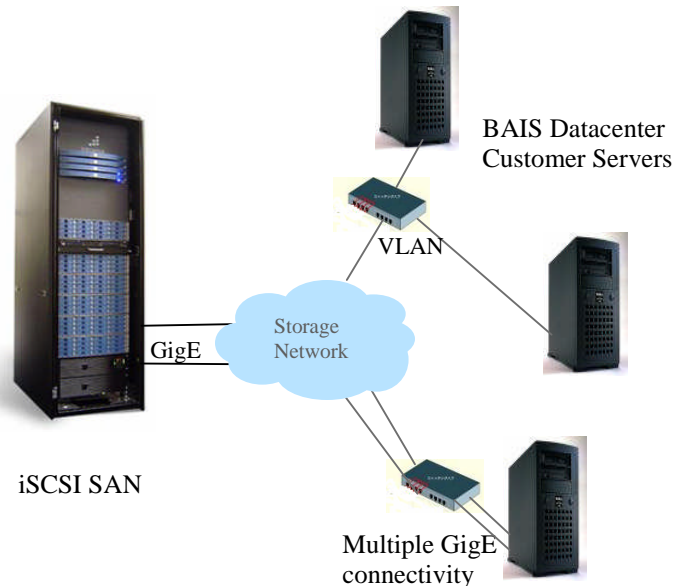 BAIS Datacenter
Customer Servers
VLAN
Storage
Network
GigE
iSCSI SAN
Multiple GigE
connectivity